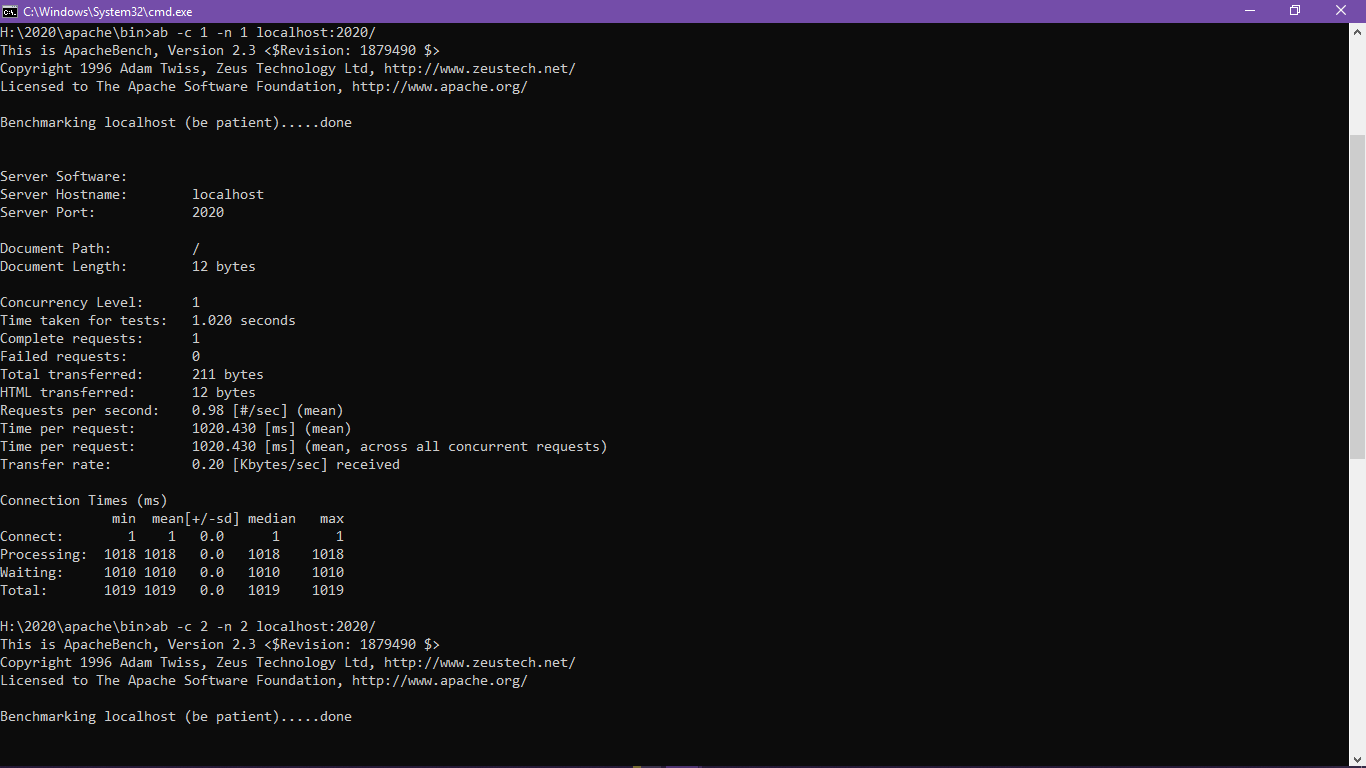 C:\Windows\System32\cmd.exe
H:\2020\apache\bin>ab -c 1 -n 1 localhost:2020/
This is ApacheBench, Version 2.3 <$Revision: 1879490 $>
Copyright 1996 Adam Twiss, Zeus Technology Ltd, http://www.zeustech.net/
Licensed to The Apache Software Foundation, http://www.apache.org/

Benchmarking localhost (be patient).....done


Server Software:
Server Hostname:        localhost
Server Port:            2020

Document Path:          /
Document Length:        12 bytes

Concurrency Level:      1
Time taken for tests:   1.020 seconds
Complete requests:      1
Failed requests:        0
Total transferred:      211 bytes
HTML transferred:       12 bytes
Requests per second:    0.98 [#/sec] (mean)
Time per request:       1020.430 [ms] (mean)
Time per request:       1020.430 [ms] (mean, across all concurrent requests)
Transfer rate:          0.20 [Kbytes/sec] received

Connection Times (ms)
              min  mean[+/-sd] median   max
Connect:        1    1   0.0      1       1
Processing:  1018 1018   0.0   1018    1018
Waiting:     1010 1010   0.0   1010    1010
Total:       1019 1019   0.0   1019    1019

H:\2020\apache\bin>ab -c 2 -n 2 localhost:2020/
This is ApacheBench, Version 2.3 <$Revision: 1879490 $>
Copyright 1996 Adam Twiss, Zeus Technology Ltd, http://www.zeustech.net/
Licensed to The Apache Software Foundation, http://www.apache.org/

Benchmarking localhost (be patient).....done